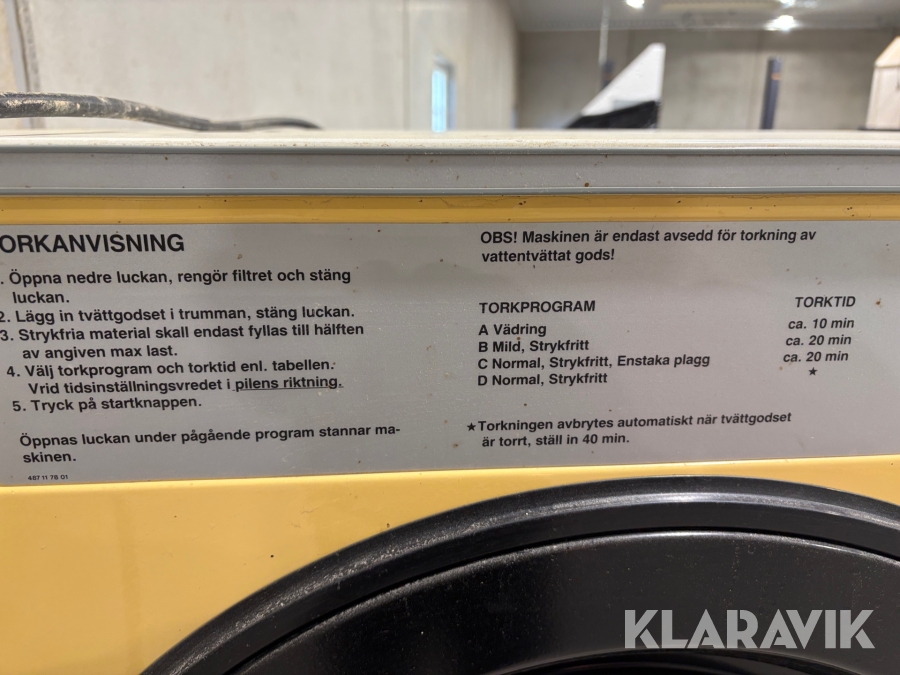 ORKANVISNING
. Öppna nedre luckan, rengör filtret och stäng
luckan.
2. Lägg in tvättgodset i trumman, stäng luckan.
3. Strykfria material skall endast fyllas till hälften
av angiven max last.
4. Välj torkprogram och torktid enl. tabellen.
Vrid tidsinställningsvredet i pilens riktning.
5. Tryck på startknappen.
Öppnas luckan under pågående program stannar ma-
skinen.
487 11 76 01
OBS! Maskinen är endast avsedd för torkning av
vattentvättat gods!
TORKPROGRAM TORKTID
A Vädring ca. 10 min
B Mild, Strykfritt ca. 20 min
C Normal, Strykfritt, Enstaka plagg ca. 20 min
D Normal, Strykfritt ★
★ Torkningen avbrytes automatiskt när tvättgodset
är torrt, ställ in 40 min.
KLARAVIK